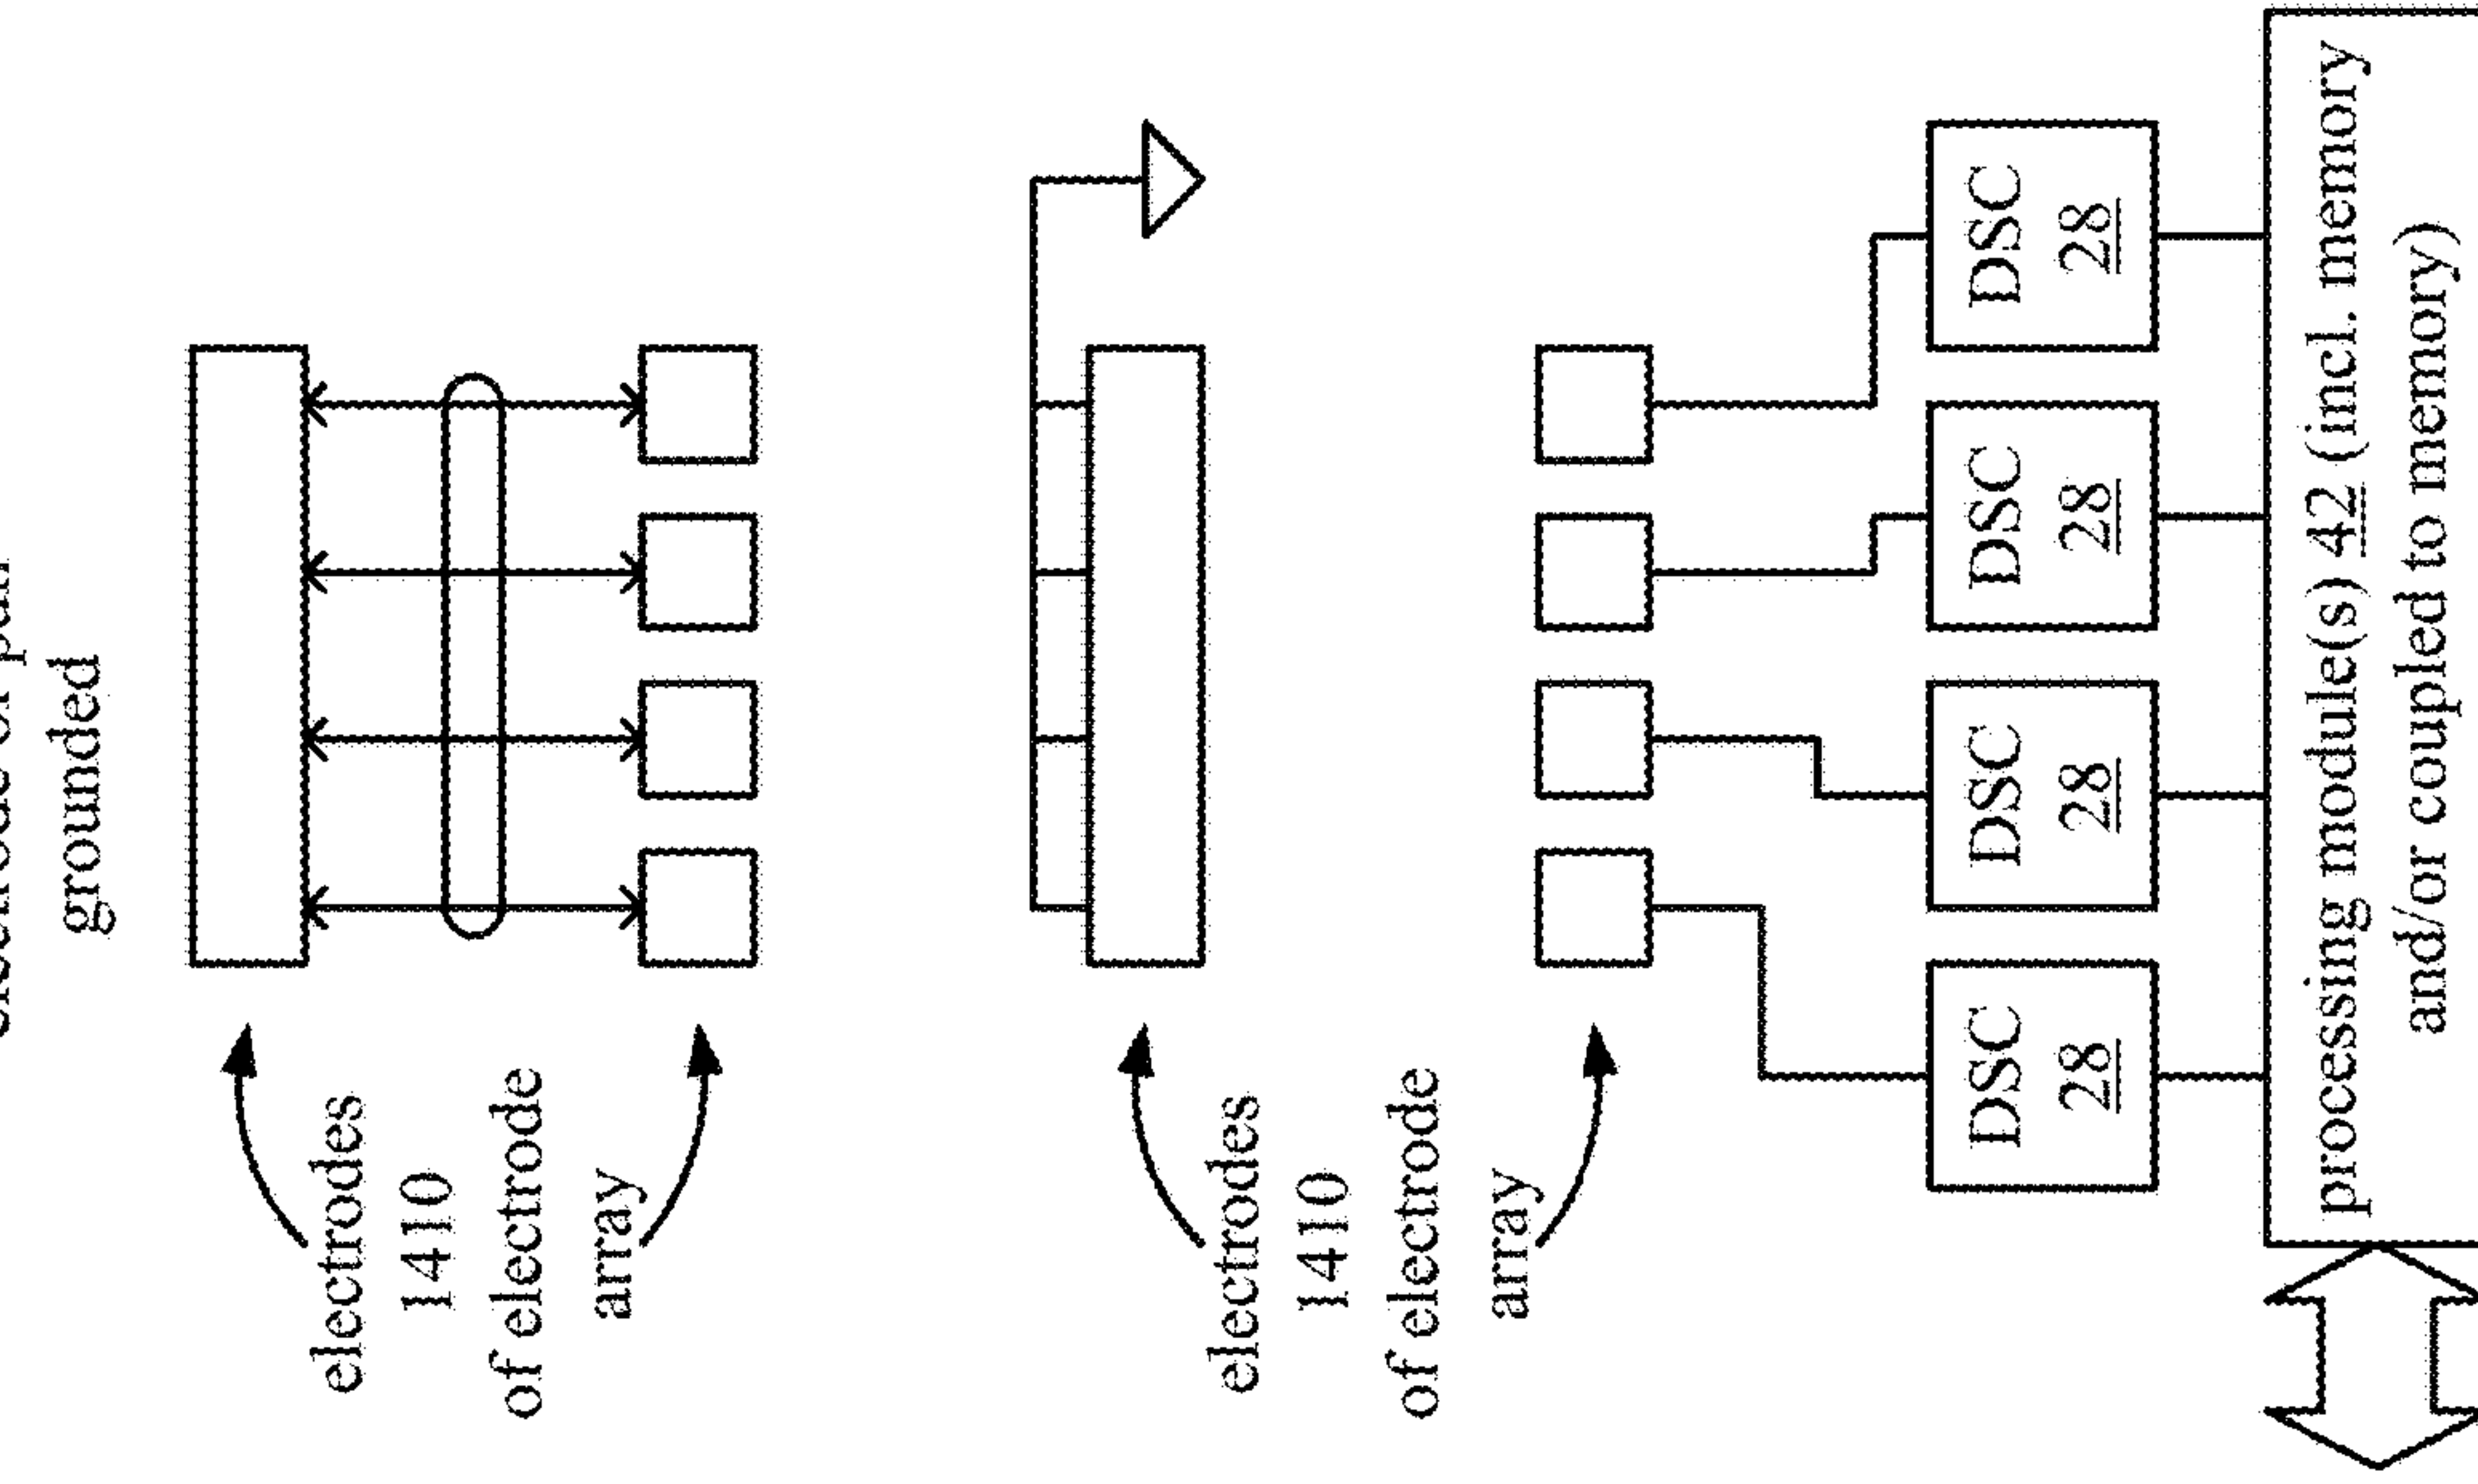 grounded
electrodes
1410
of electrode
array
electrodes
1410
of electrode
array
DSC
28
DSC
28
DSC
28
DSC
28
processing module(s) 42 (incl. memory
and/or coupled to memory)